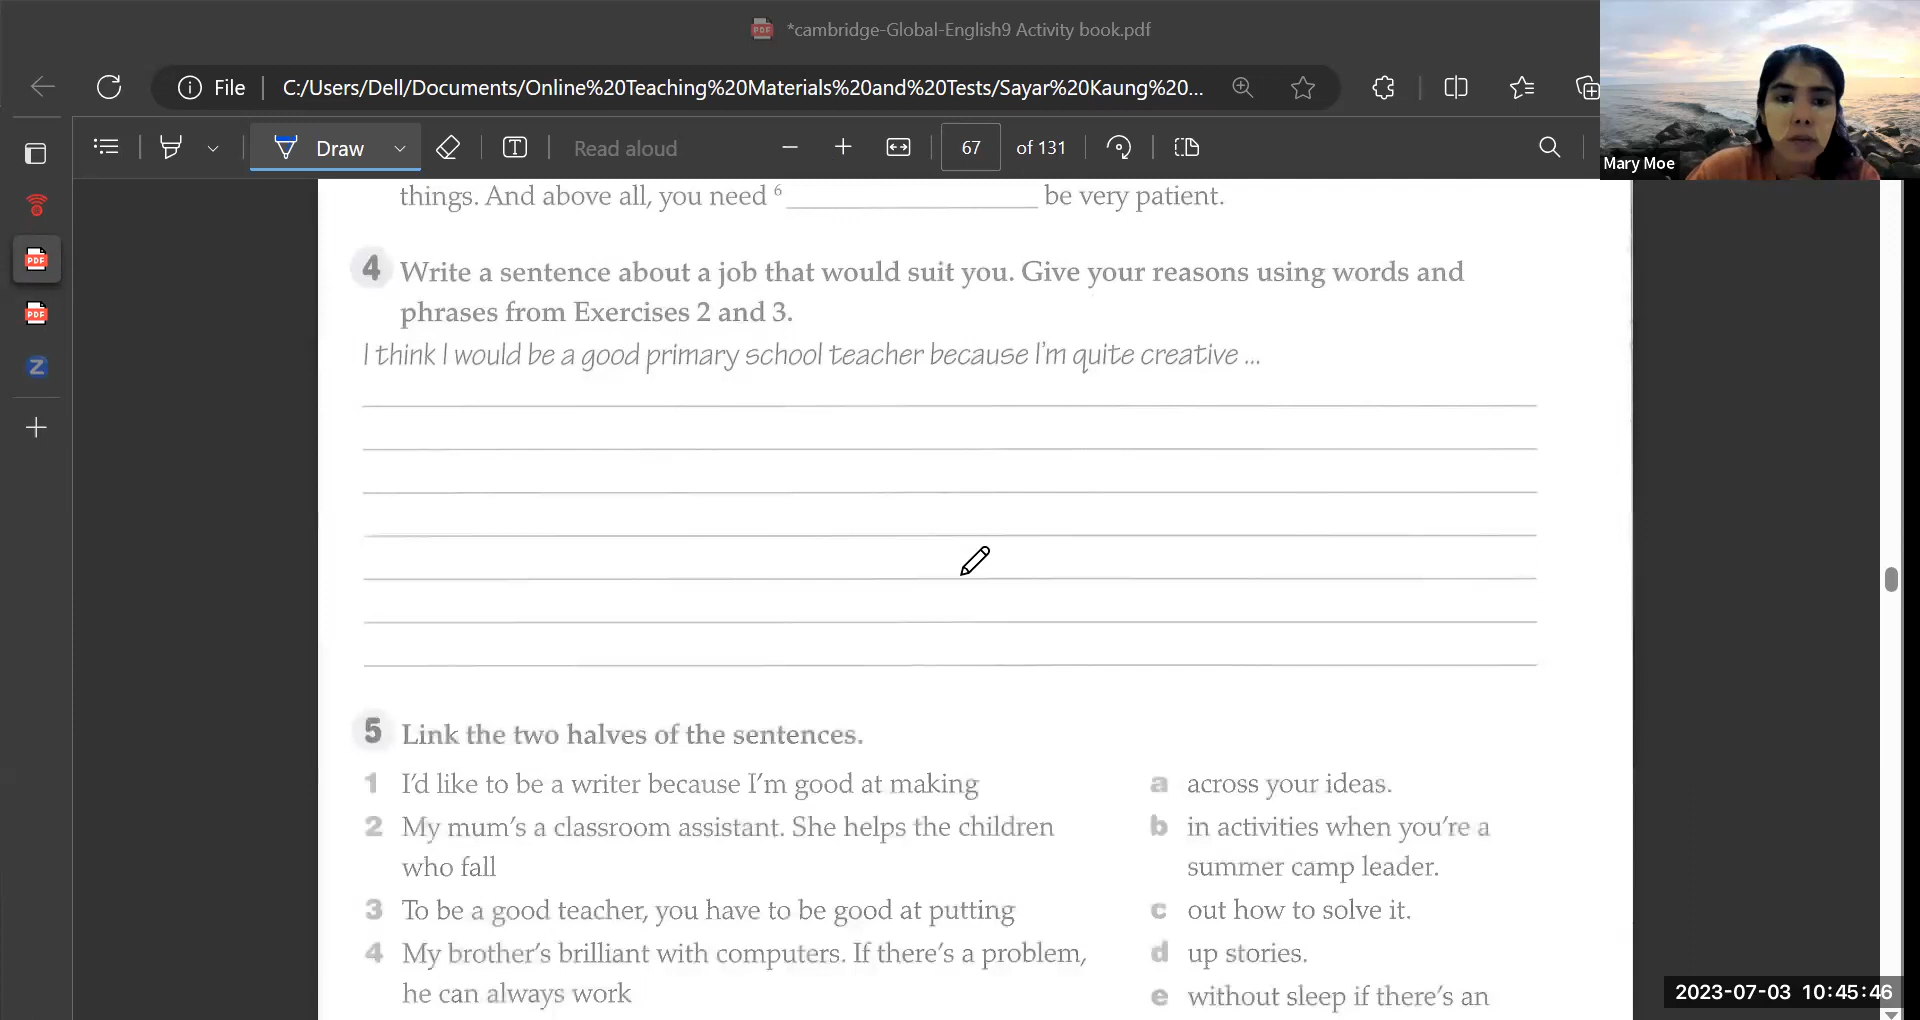 PDF *cambridge-Global-English9 Activity book.pdf
File C:/Users/Dell/Documents/Online%20Teaching%20Materials%20and%20Tests/Sayar%20Kaung%20...
Draw Read aloud 67 of 131
Mary Moe
PDF
PDF
Z
things. And above all, you need 6 ____________ be very patient.
4 Write a sentence about a job that would suit you. Give your reasons using words and
phrases from Exercises 2 and 3.
I think I would be a good primary school teacher because I'm quite creative ...
5 Link the two halves of the sentences.
1 I'd like to be a writer because I'm good at making
2 My mum's a classroom assistant. She helps the children
who fall
3 To be a good teacher, you have to be good at putting
4 My brother's brilliant with computers. If there's a problem,
he can always work
a across your ideas.
b in activities when you're a
summer camp leader.
c out how to solve it.
d up stories.
e without sleep if there's an
2023-07-03 10:45:46